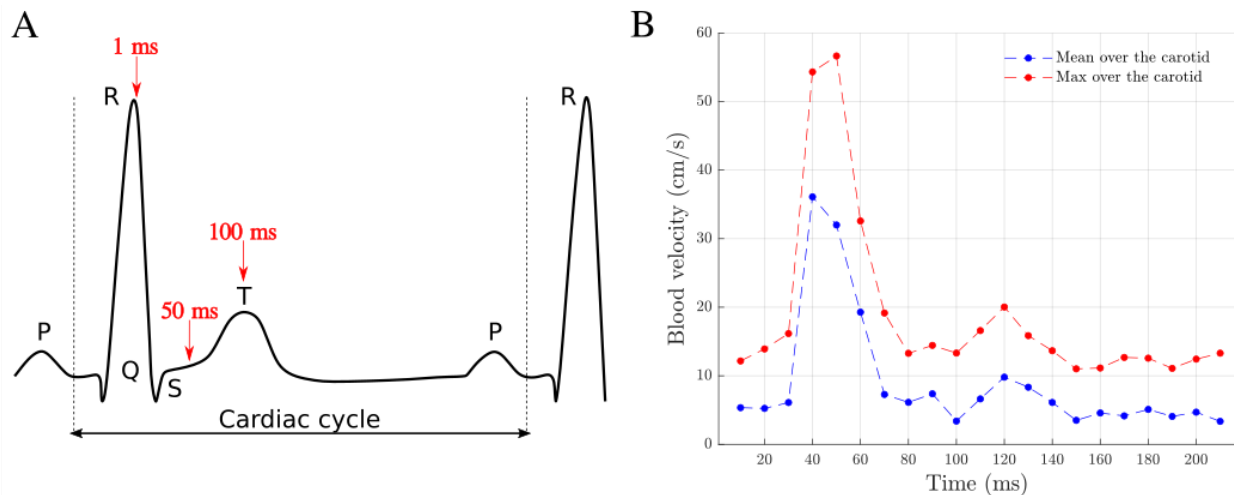 A
1 ms
R
R
100 ms
T
50 ms
P
P
Q
S
Cardiac cycle
B
60
50
40
30
20
10
0
Blood velocity (cm/s)
Mean over the carotid
Max over the carotid
20
40
60
80
100
120
140
160
180
200
Time (ms)